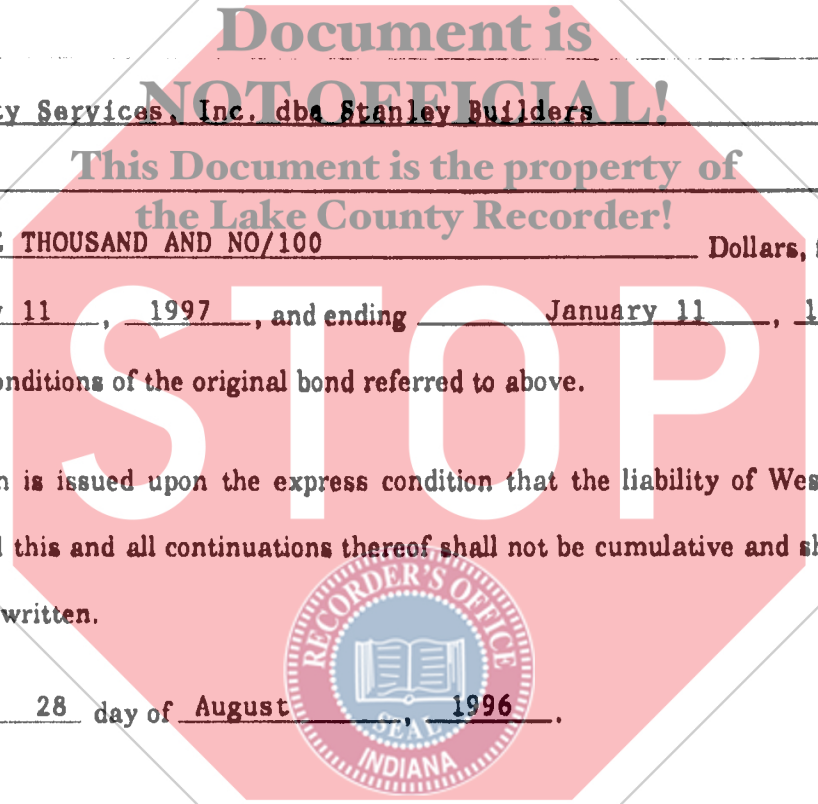 Document is
NOT OFFICIAL!
ty Services, Inc. dba Stanley Builders
This Document is the property of
the Lake County Recorder!
THOUSAND AND NO/100 Dollars,
11, 1997, and ending January 11, 1
onditions of the original bond referred to above.
STOP
n is issued upon the express condition that the liability of Wes
this and all continuations thereof shall not be cumulative and sh
written.
28 day of August, 1996.
RECORDER'S OFFICE
SEAL
INDIANA